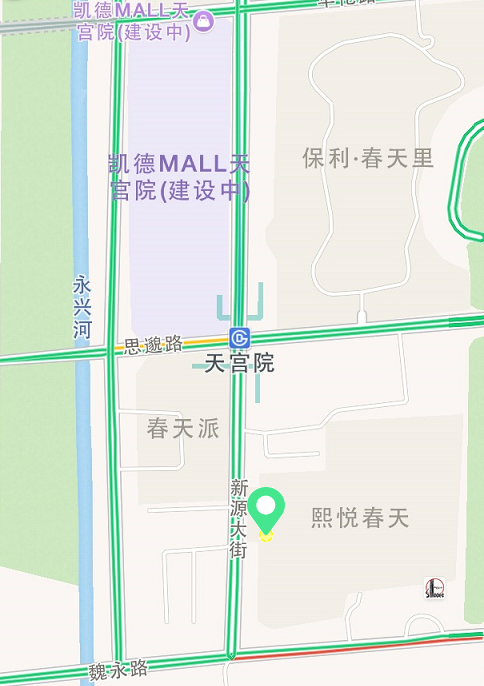 凯德MALL天
宫院(建设中)
保利·春天里
凯德MALL天
宫院(建设中)
永兴河
思邈路
天宫院
春天派
新源大街
熙悦春天
魏永路